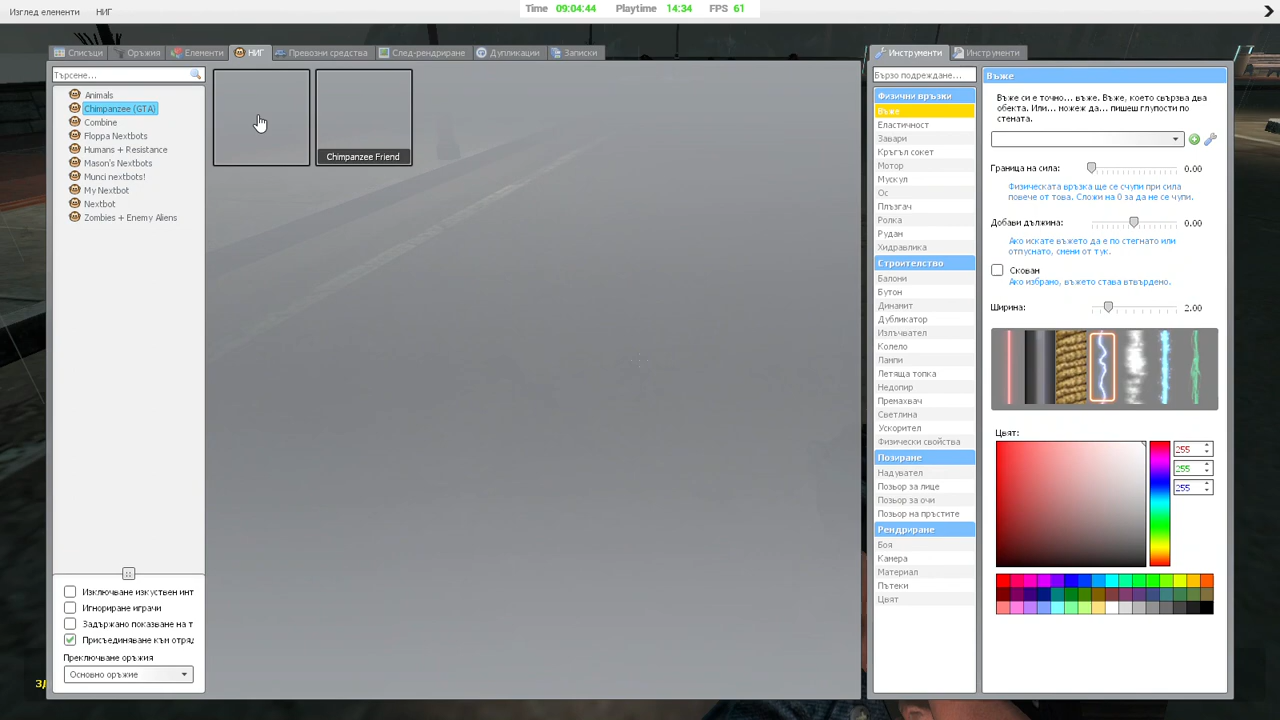 Изглед елементи НИГ
Time 09:04:44 Playtime 14:34 FPS 61
Списъци Оръжия Елементи НИГ Превозни средства След-рендриране Дупликации Записки
Инструменти Инструменти
Търсене...
Animals
Chimpanzee (GTA)
Combine
Floppa Nextbots
Humans + Resistance
Mason's Nextbots
Munci nextbots!
My Nextbot
Nextbot
Zombies + Enemy Aliens
Chimpanzee Friend
Изключване изкуствен инт
Игнориране играчи
Задържано показване на т
Присъединяване към отряд
Преключване оръжия
Основно оръжие
Бързо подреждане...
Физични връзки
Въже
Еластичност
Завари
Кръгъл сокет
Мотор
Мускул
Ос
Плъзгач
Ролка
Рудан
Хидравлика
Строителство
Балони
Бутон
Динамит
Дубликатор
Излъчвател
Колело
Лампи
Летяща топка
Недопир
Премахвач
Светлина
Ускорител
Физически свойства
Позиране
Надувател
Позьор за лице
Позьор за очи
Позьор на пръстите
Рендриране
Боя
Камера
Материал
Пътеки
Цвят
Въже
Въже си е точно... въже. Въже, което свързва два
обекта. Или... можеж да... пишеш глупости по
стената.
Граница на сила: 0.00
Физическата връзка ще се счупи при сила
повече от това. Сложи на 0 за да не се чупи.
Добави дължина: 0.00
Ако искате въжето да е по стегнато или
отпуснато, смени от тук.
Скован
Ако избрано, въжето става втвърдено.
Ширина: 2.00
Цвят:
255
255
255